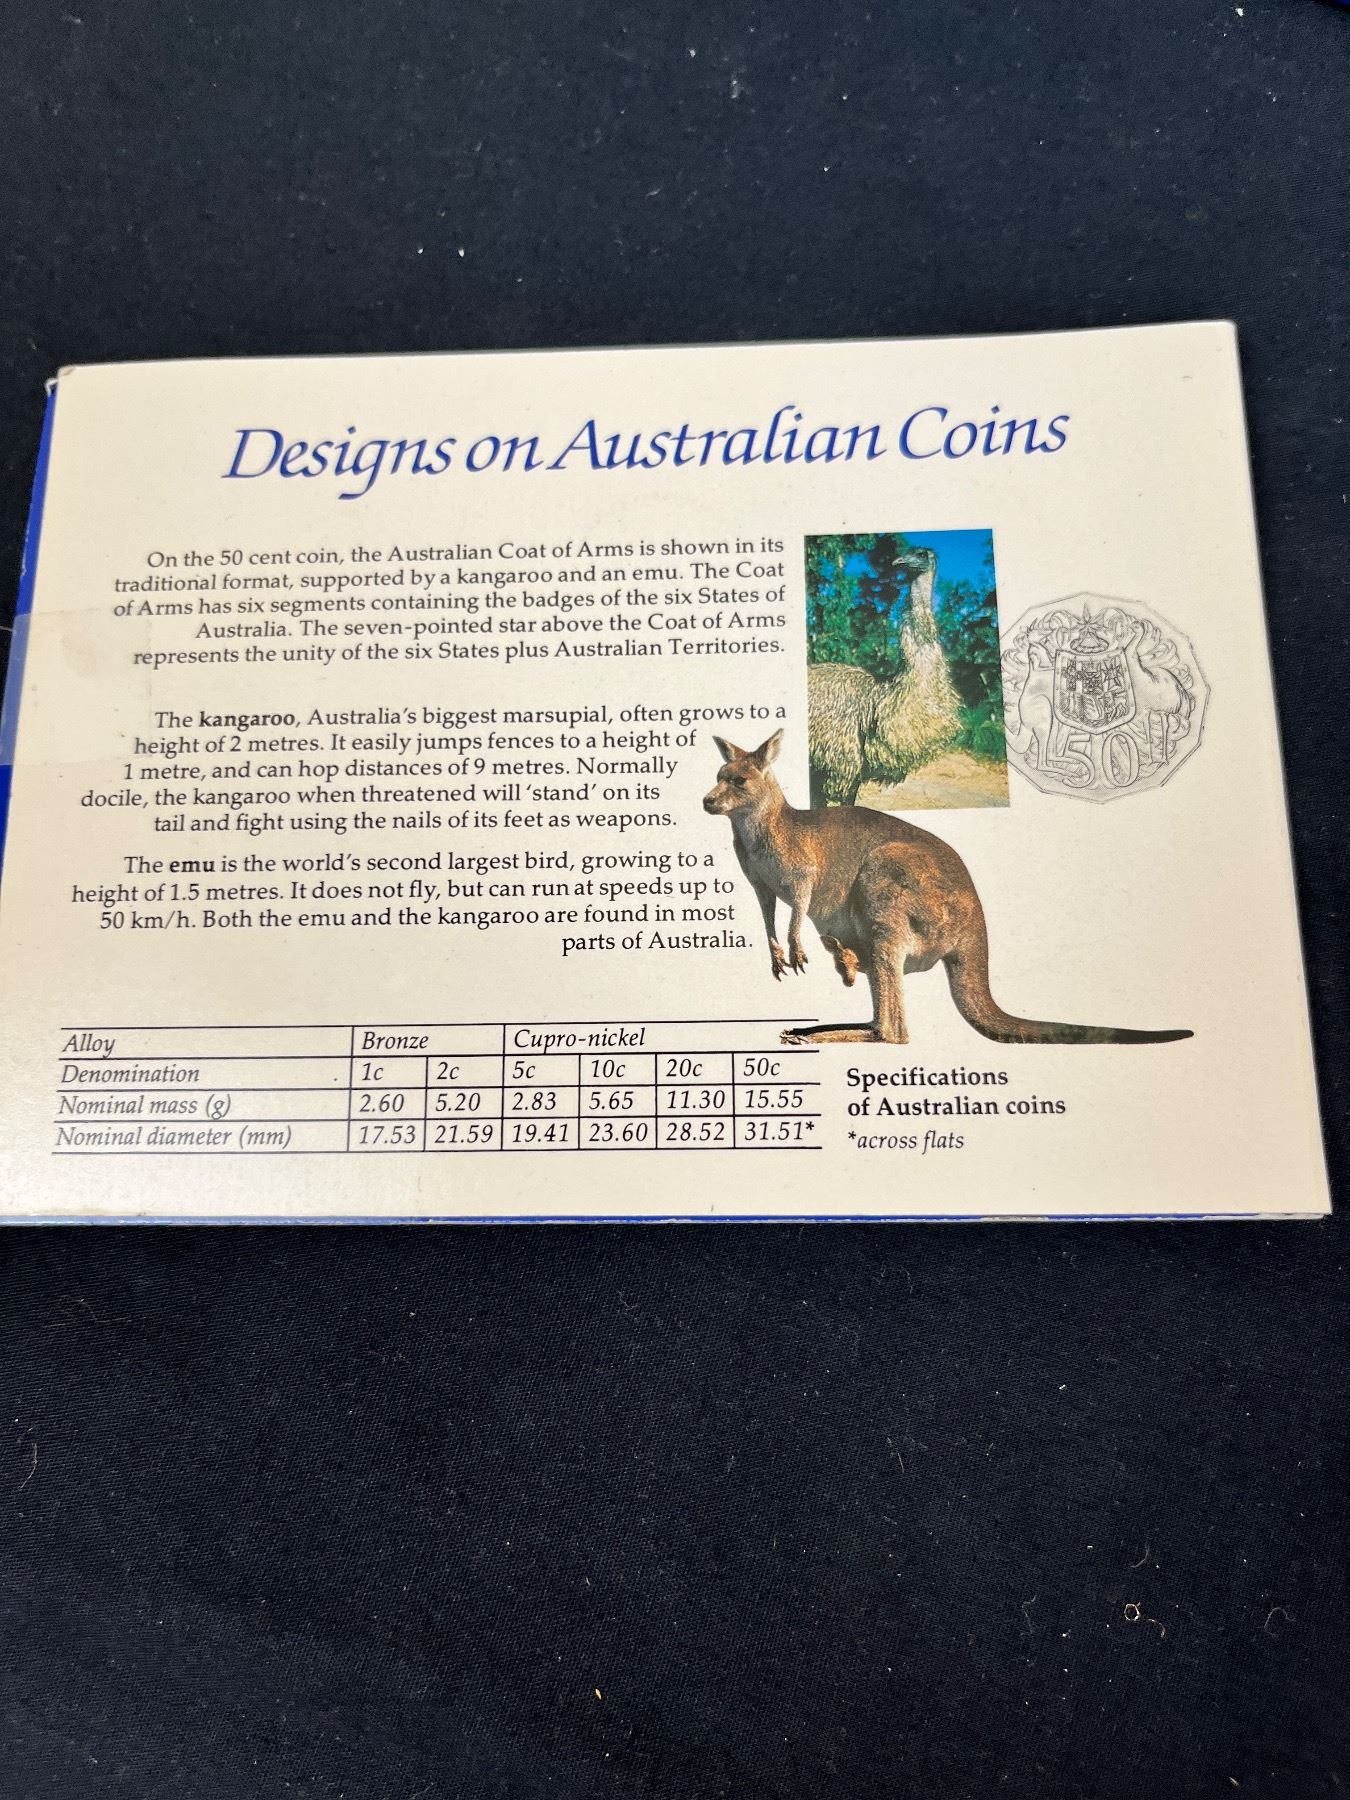 Designs on Australian Coins
On the 50 cent coin, the Australian Coat of Arms is shown in its
traditional format, supported by a kangaroo and an emu. The Coat
of Arms has six segments containing the badges of the six States of
Australia. The seven-pointed star above the Coat of Arms
represents the unity of the six States plus Australian Territories.
The kangaroo, Australia's biggest marsupial, often grows to a
height of 2 metres. It easily jumps fences to a height of
1 metre, and can hop distances of 9 metres. Normally
docile, the kangaroo when threatened will 'stand' on its
tail and fight using the nails of its feet as weapons.
The emu is the world's second largest bird, growing to a
height of 1.5 metres. It does not fly, but can run at speeds up to
50 km/h. Both the emu and the kangaroo are found in most
parts of Australia.
50
Alloy Bronze Cupro-nickel
Denomination 1c 2c 5c 10c 20c 50c
Nominal mass (g) 2.60 5.20 2.83 5.65 11.30 15.55
Nominal diameter (mm) 17.53 21.59 19.41 23.60 28.52 31.51*
Specifications
of Australian coins
*across flats